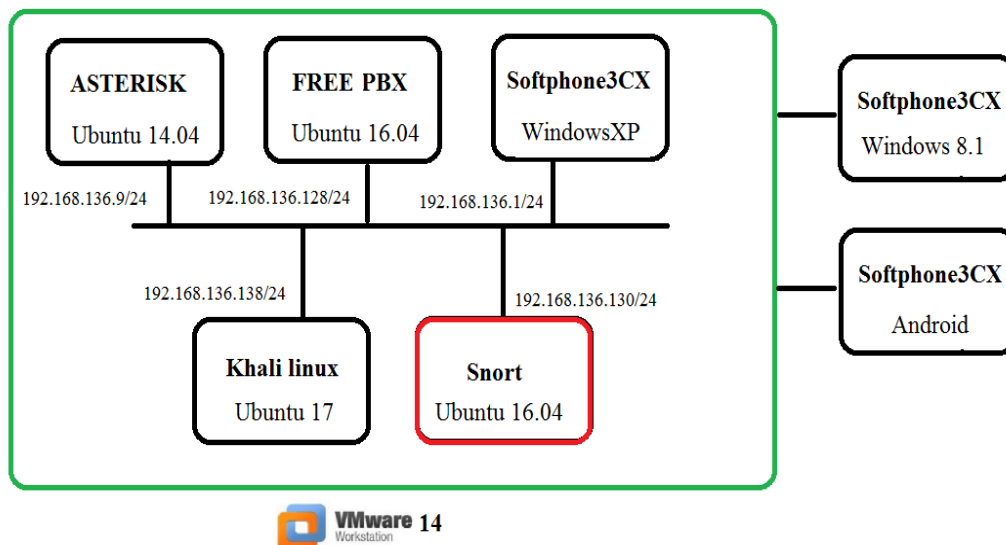 ASTERISK
Ubuntu 14.04
FREE PBX
Ubuntu 16.04
Softphone3CX
WindowsXP
Softphone3CX
Windows 8.1
192.168.136.9/24
192.168.136.128/24
192.168.136.1/24
192.168.136.138/24
192.168.136.130/24
Softphone3CX
Android
Khali linux
Ubuntu 17
Snort
Ubuntu 16.04
VMware 14
Workstation